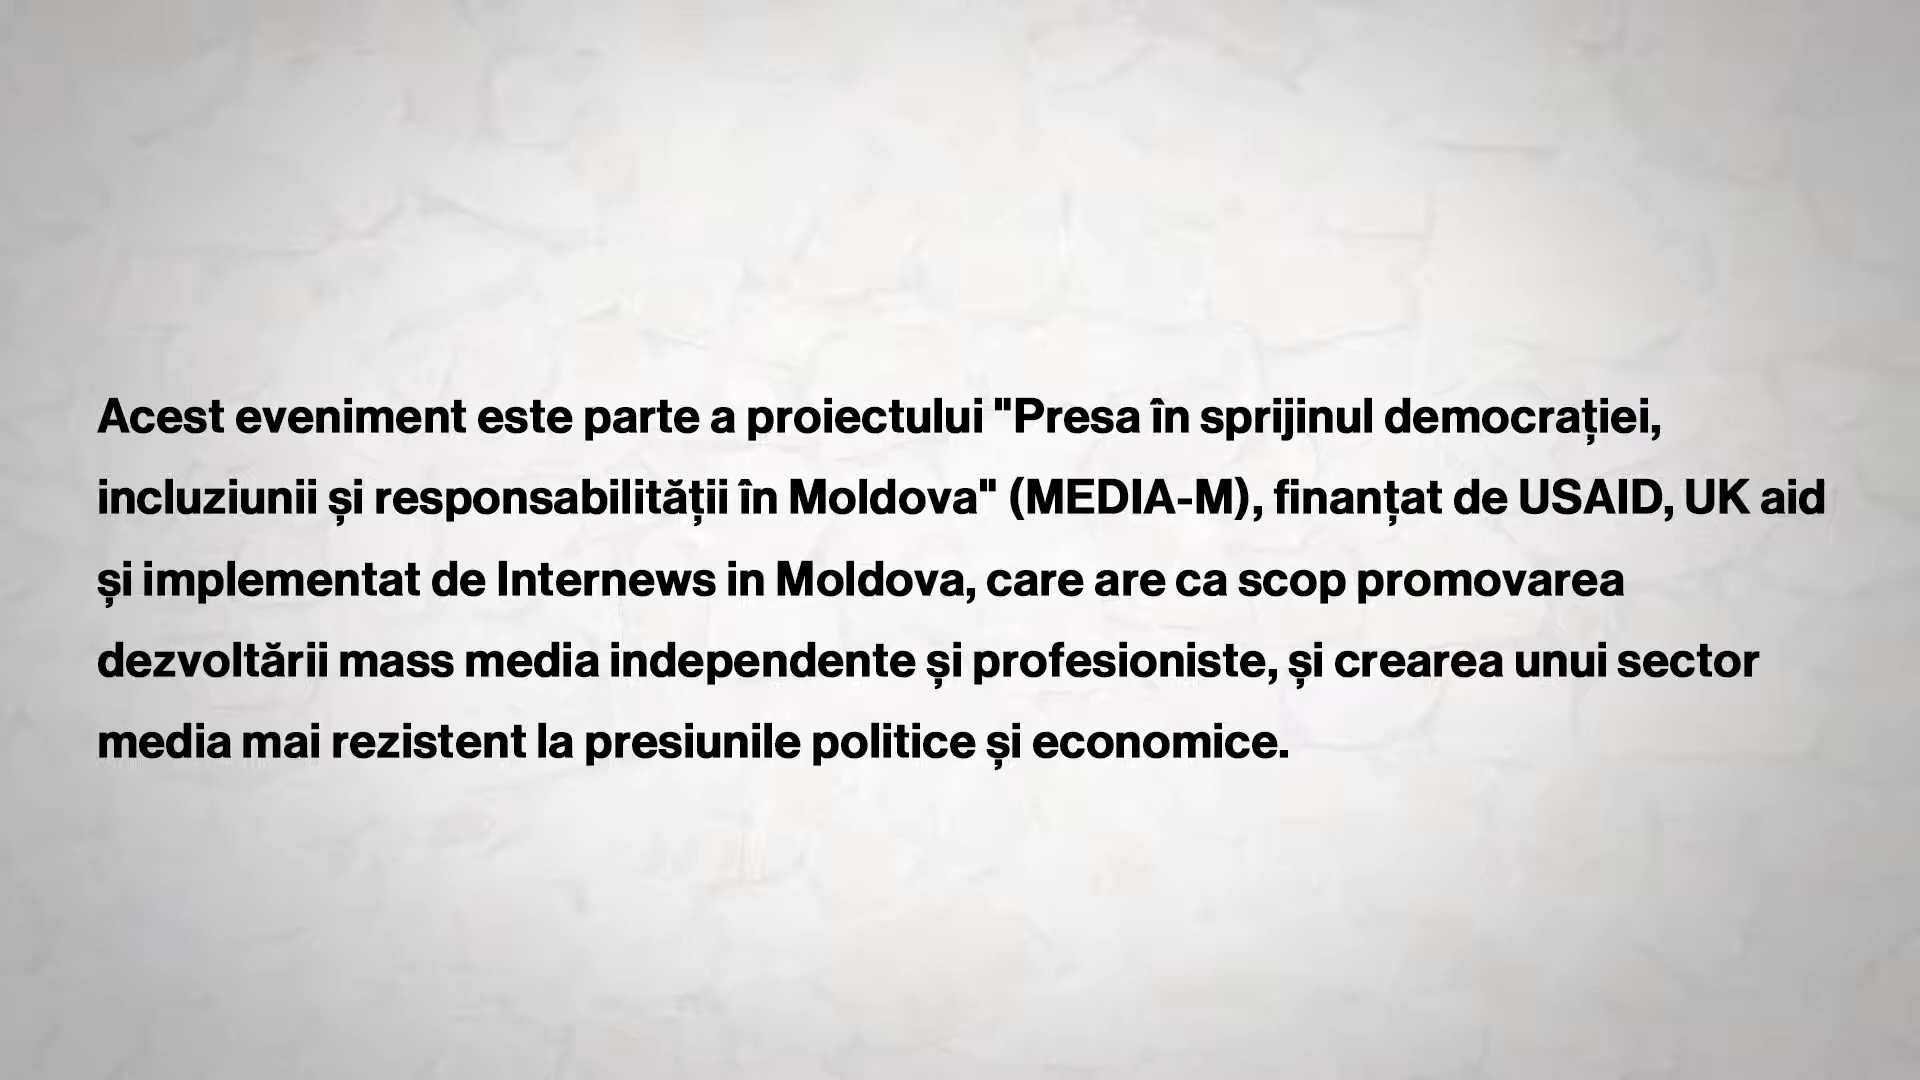 Acest eveniment este parte a proiectului "Presa în sprijinul democrației,
incluziunii și responsabilității în Moldova" (MEDIA-M), finanțat de USAID, UK aid
și implementat de Internews in Moldova, care are ca scop promovarea
dezvoltării mass media independente și profesioniste, și crearea unui sector
media mai rezistent la presiunile politice și economice.